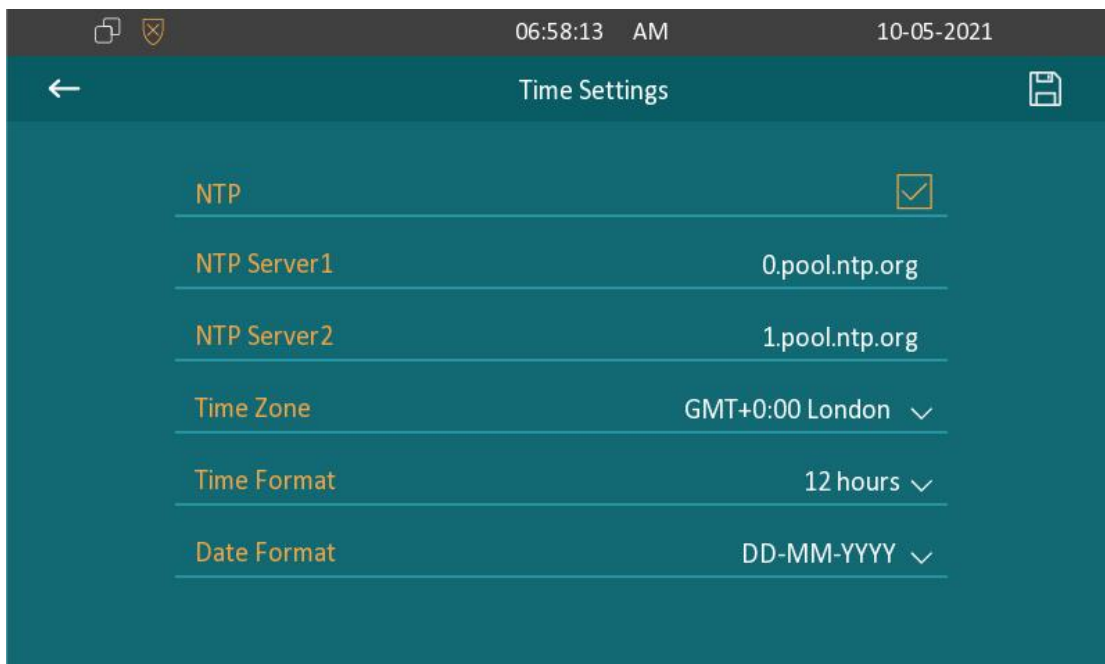 06:58:13 AM 10-05-2021
Time Settings
NTP
NTP Server1 0.pool.ntp.org
NTP Server2 1.pool.ntp.org
Time Zone GMT+0:00 London
Time Format 12 hours
Date Format DD-MM-YYYY